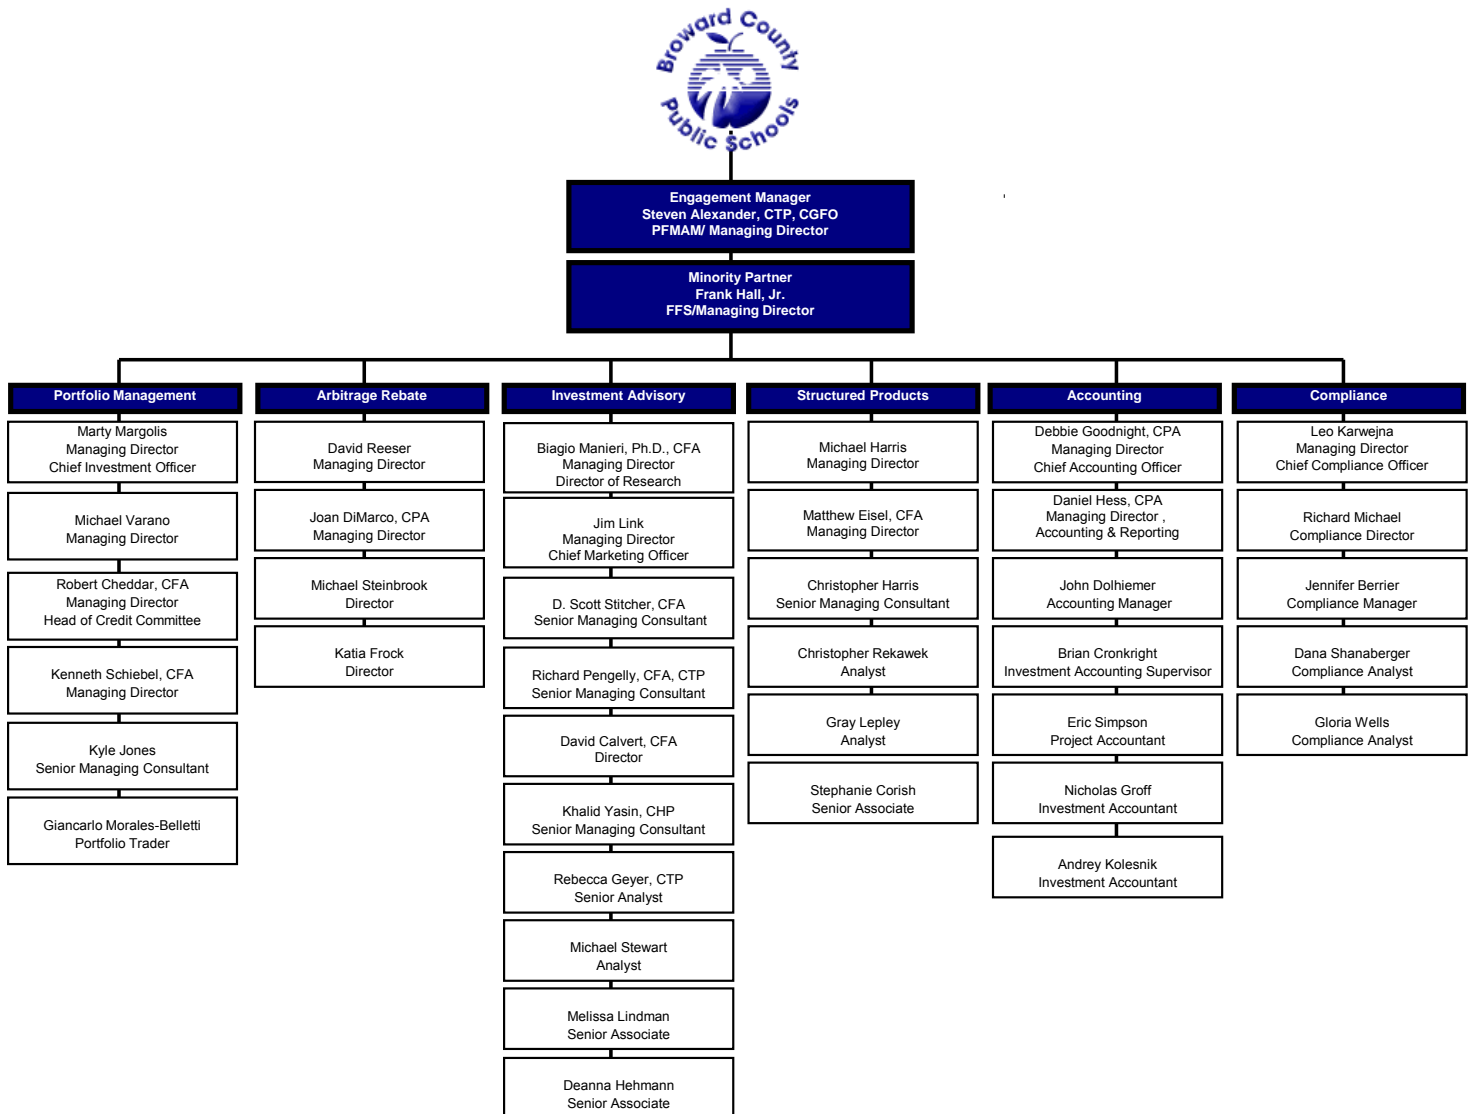 Broward County
Public Schools
Engagement Manager
Steven Alexander, CTP, CGFO
PFMAM/ Managing Director
Minority Partner
Frank Hall, Jr.
FFS/Managing Director
Portfolio Management
Marty Margolis
Managing Director
Chief Investment Officer
Michael Varano
Managing Director
Robert Cheddar, CFA
Managing Director
Head of Credit Committee
Kenneth Schiebel, CFA
Managing Director
Kyle Jones
Senior Managing Consultant
Giancarlo Morales-Belletti
Portfolio Trader
Arbitrage Rebate
David Reeser
Managing Director
Joan DiMarco, CPA
Managing Director
Michael Steinbrook
Director
Katia Frock
Director
Investment Advisory
Biagio Manieri, Ph.D., CFA
Managing Director
Director of Research
Jim Link
Managing Director
Chief Marketing Officer
D. Scott Stitcher, CFA
Senior Managing Consultant
Richard Pengelly, CFA, CTP
Senior Managing Consultant
David Calvert, CFA
Director
Khalid Yasin, CHP
Senior Managing Consultant
Rebecca Geyer, CTP
Senior Analyst
Michael Stewart
Analyst
Melissa Lindman
Senior Associate
Deanna Hehmann
Senior Associate
Structured Products
Michael Harris
Managing Director
Matthew Eisel, CFA
Managing Director
Christopher Harris
Senior Managing Consultant
Christopher Rekawek
Analyst
Gray Lepley
Analyst
Stephanie Corish
Senior Associate
Accounting
Debbie Goodnight, CPA
Managing Director
Chief Accounting Officer
Daniel Hess, CPA
Managing Director ,
Accounting & Reporting
John Dolhiemer
Accounting Manager
Brian Cronkright
Investment Accounting Supervisor
Eric Simpson
Project Accountant
Nicholas Groff
Investment Accountant
Andrey Kolesnik
Investment Accountant
Compliance
Leo Karwejna
Managing Director
Chief Compliance Officer
Richard Michael
Compliance Director
Jennifer Berrier
Compliance Manager
Dana Shanaberger
Compliance Analyst
Gloria Wells
Compliance Analyst